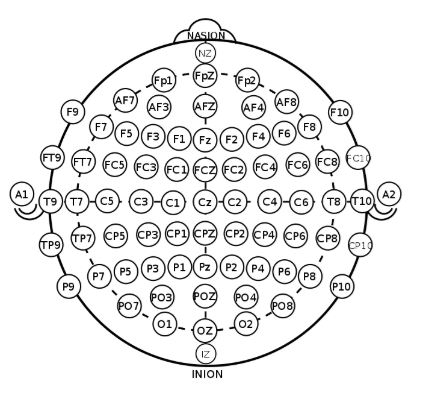 NASION
NZ
Fp1 FpZ Fp2
AF7 AF3 AFZ AF4 AF8
F9 F10
F7 F5 F3 F1 Fz F2 F4 F6 F8
FT9 FT7 FC5 FC3 FC1 FCZ FC2 FC4 FC6 FC8 FC10
A1 T9 T7 C5 C3 C1 Cz C2 C4 C6 T8 T10 A2
TP9 TP7 CP5 CP3 CP1 CPZ CP2 CP4 CP6 CP8 CP10
P9 P7 P5 P3 P1 Pz P2 P4 P6 P8 P10
PO7 PO3 POZ PO4 PO8
O1 OZ O2
IZ
INION